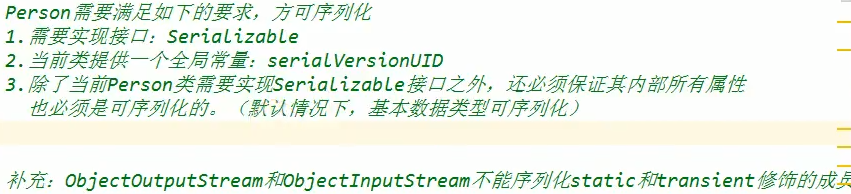 Person需要满足如下的要求，方可序列化
1.需要实现接口：Serializable
2.当前类提供一个全局常量：serialVersionUID
3.除了当前Person类需要实现Serializable接口之外，还必须保证其内部所有属性
也必须是可序列化的。（默认情况下，基本数据类型可序列化）
补充：ObjectOutputStream和ObjectInputStream不能序列化static和transient修饰的成员